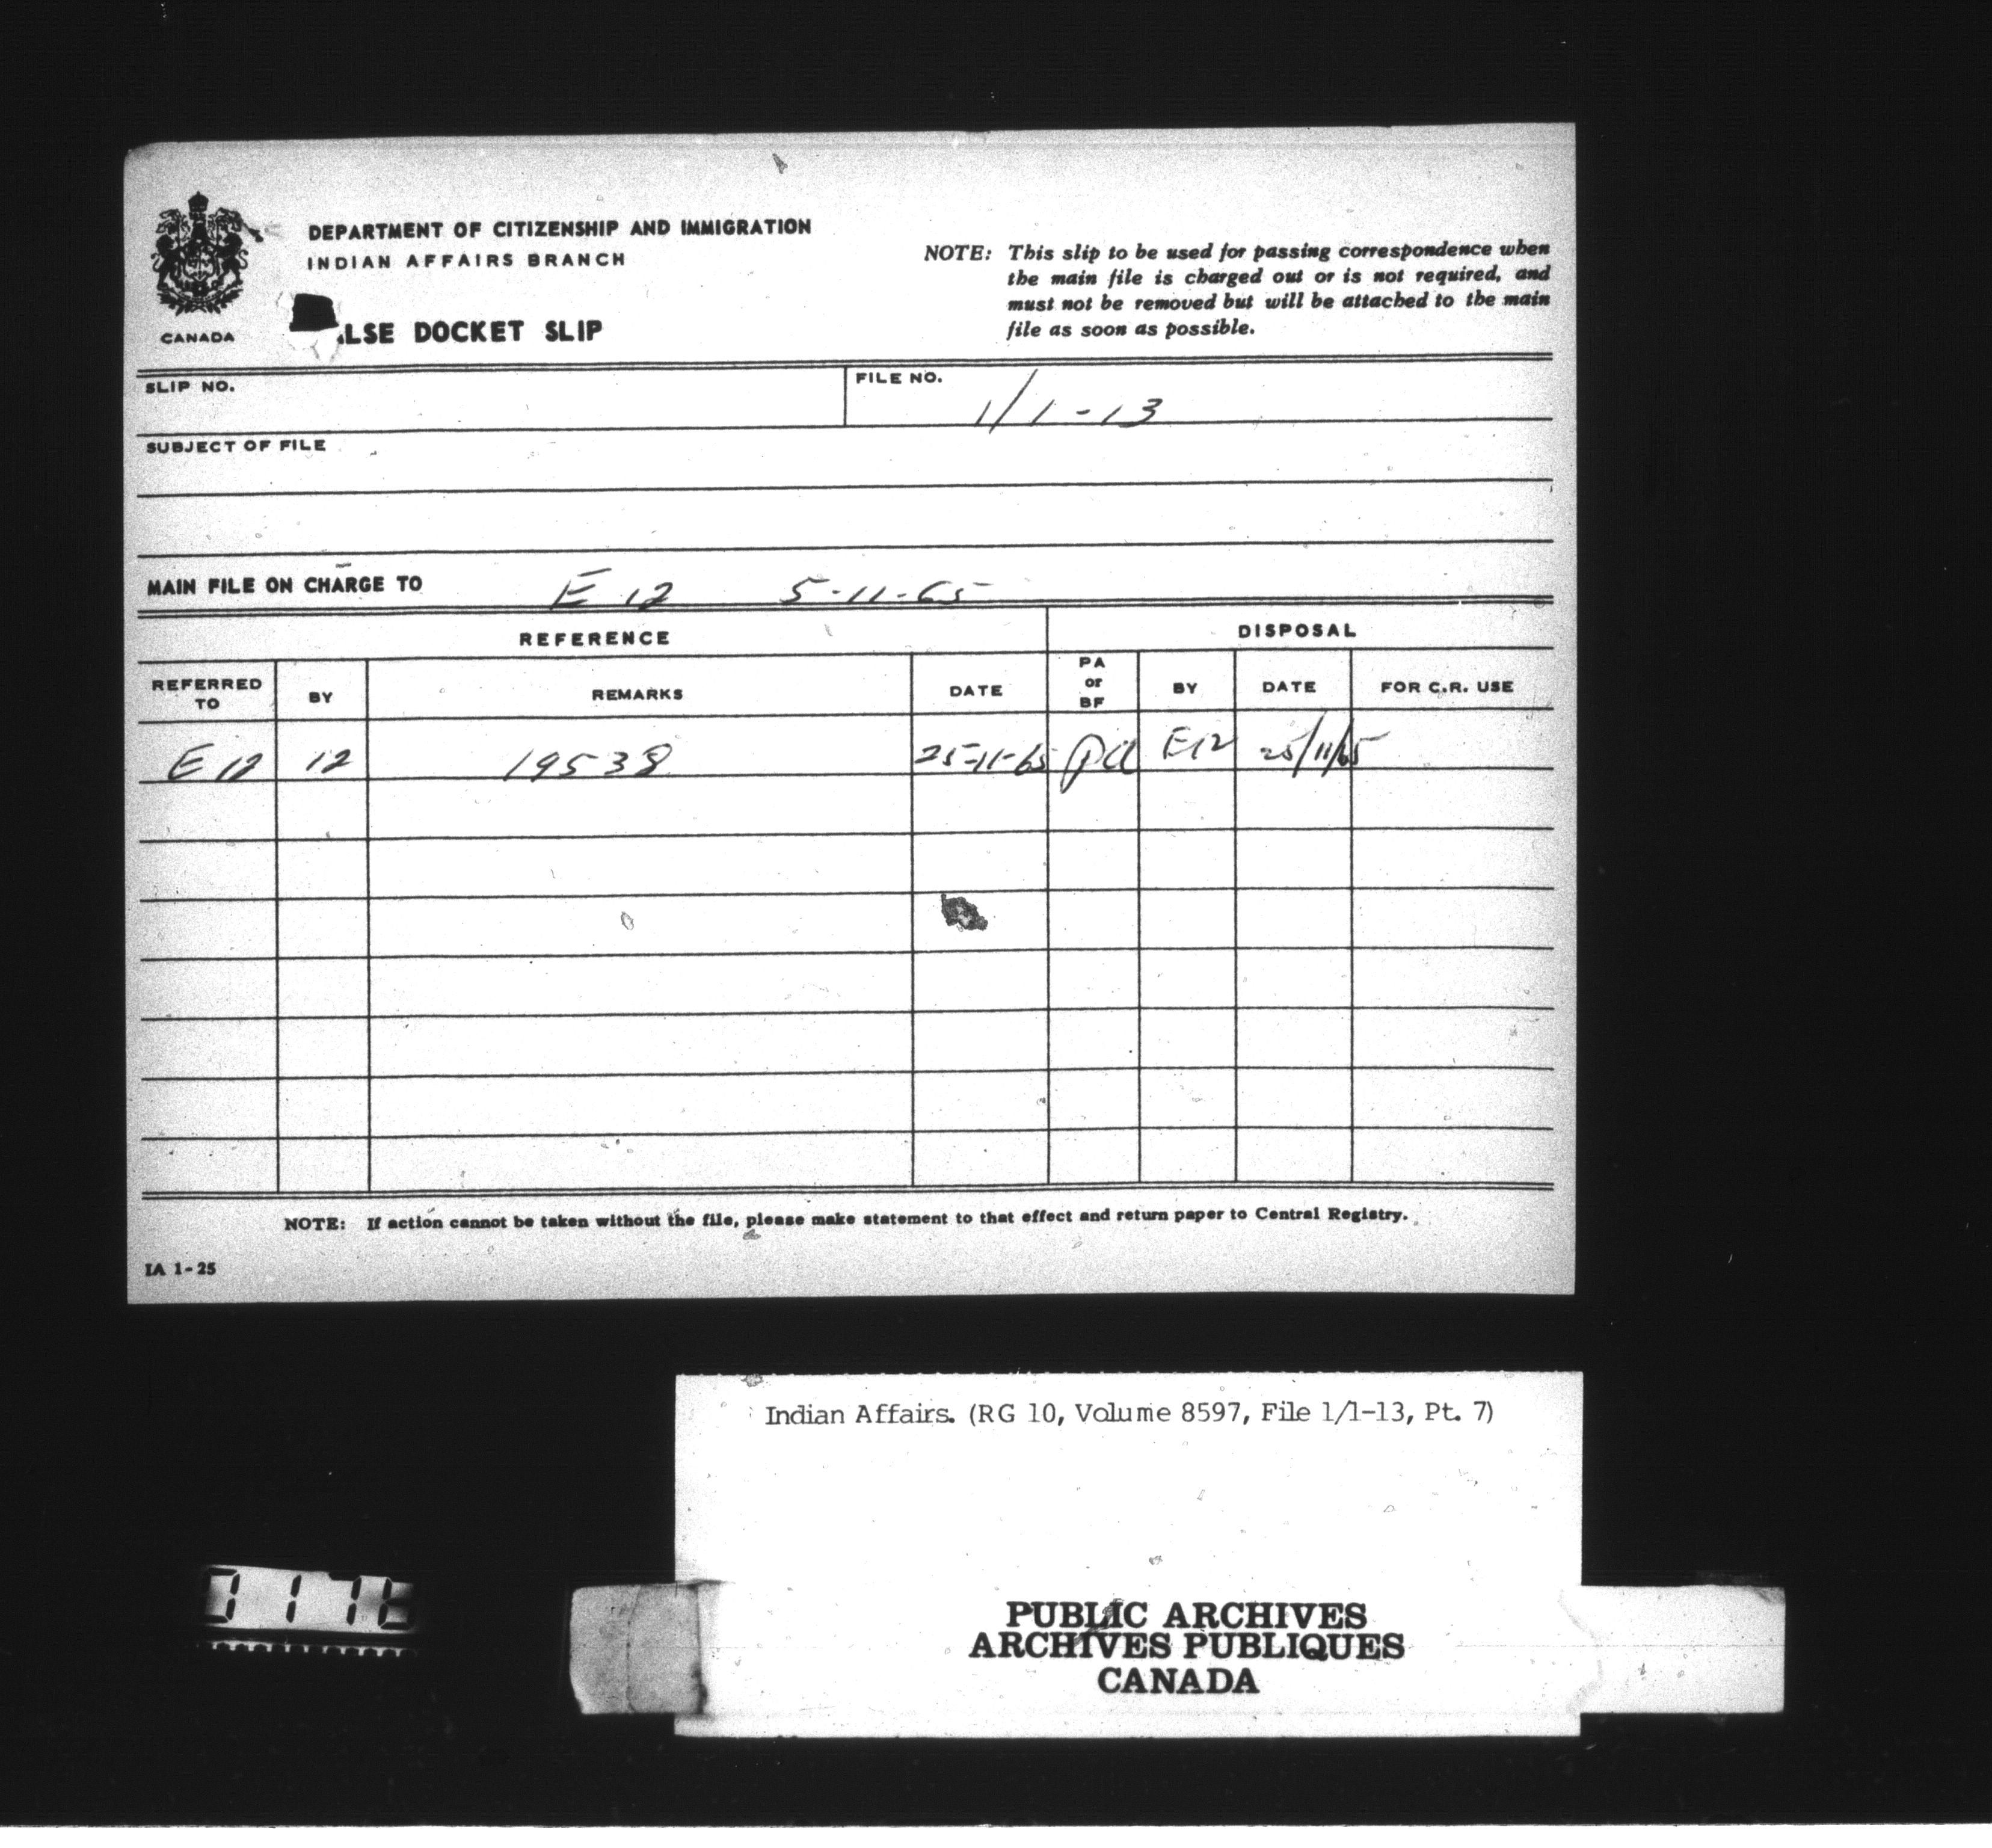 DEPARTMENT OF CITIZENSHIP AND IMMIGRATION
INDIAN AFFAIRS BRANCH
CANADA
LSE DOCKET SLIP
NOTE: This slip to be used for passing correspondence when
the main file is charged out or is not required, and
must not be removed but will be attached to the main
file as soon as possible.
SLIP NO.
FILE NO. 1/1-13
SUBJECT OF FILE
MAIN FILE ON CHARGE TO E 12 5-11-65
REFERENCE DISPOSAL
REFERRED TO BY REMARKS DATE PA or BF BY DATE FOR C.R. USE
E 12 12 19538 25-11-65 pa E12 25/11/65
NOTE: If action cannot be taken without the file, please make statement to that effect and return paper to Central Registry.
IA 1-25
Indian Affairs. (RG 10, Volume 8597, File 1/1-13, Pt. 7)
PUBLIC ARCHIVES
ARCHIVES PUBLIQUES
CANADA